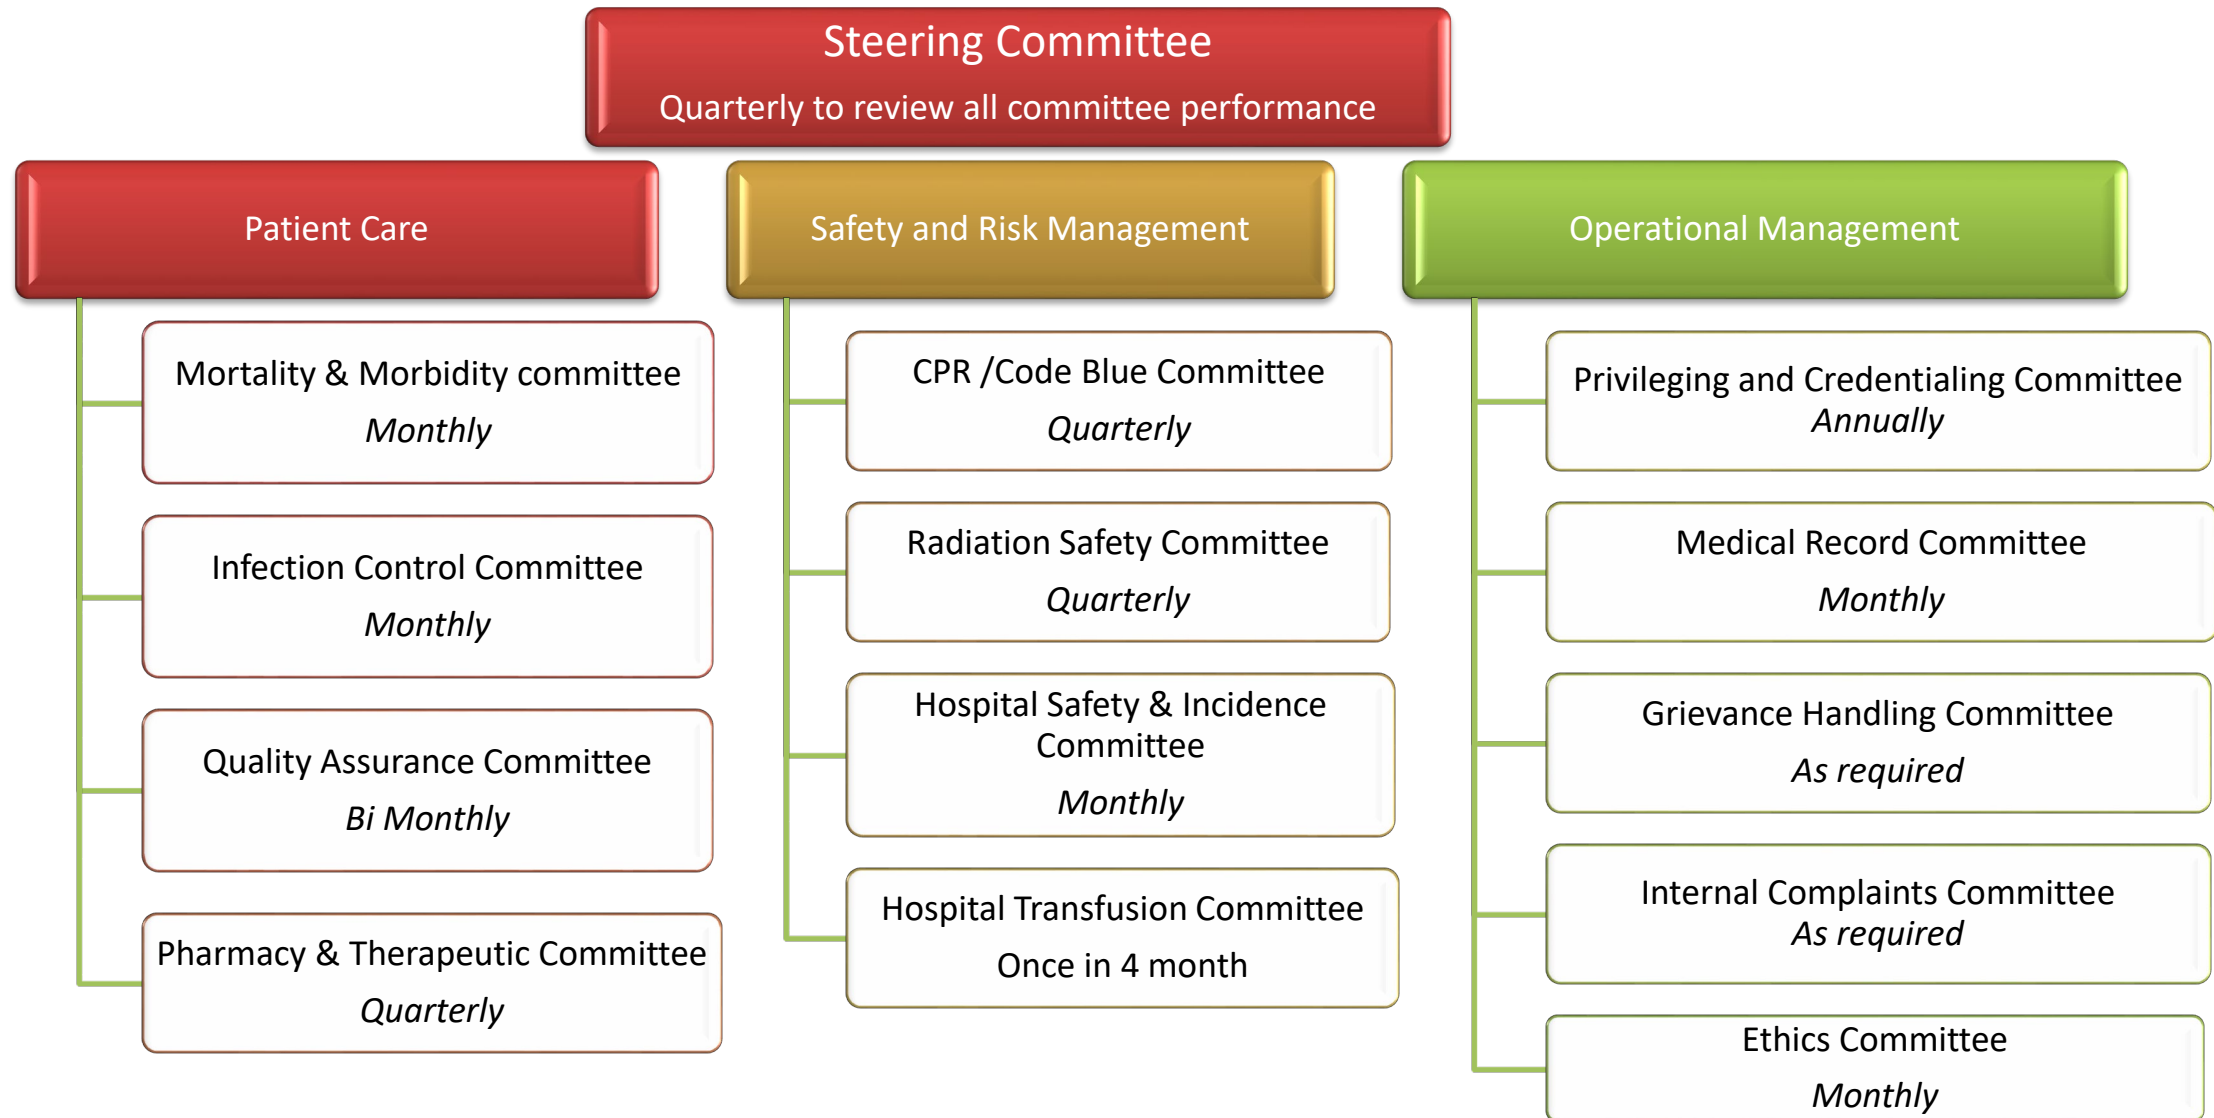 Steering Committee
Quarterly to review all committee performance
Patient Care
Mortality & Morbidity committee
Monthly
Infection Control Committee
Monthly
Quality Assurance Committee
Bi Monthly
Pharmacy & Therapeutic Committee
Quarterly
Safety and Risk Management
CPR /Code Blue Committee
Quarterly
Radiation Safety Committee
Quarterly
Hospital Safety & Incidence
Committee
Monthly
Hospital Transfusion Committee
Once in 4 month
Operational Management
Privileging and Credentialing Committee
Annually
Medical Record Committee
Monthly
Grievance Handling Committee
As required
Internal Complaints Committee
As required
Ethics Committee
Monthly